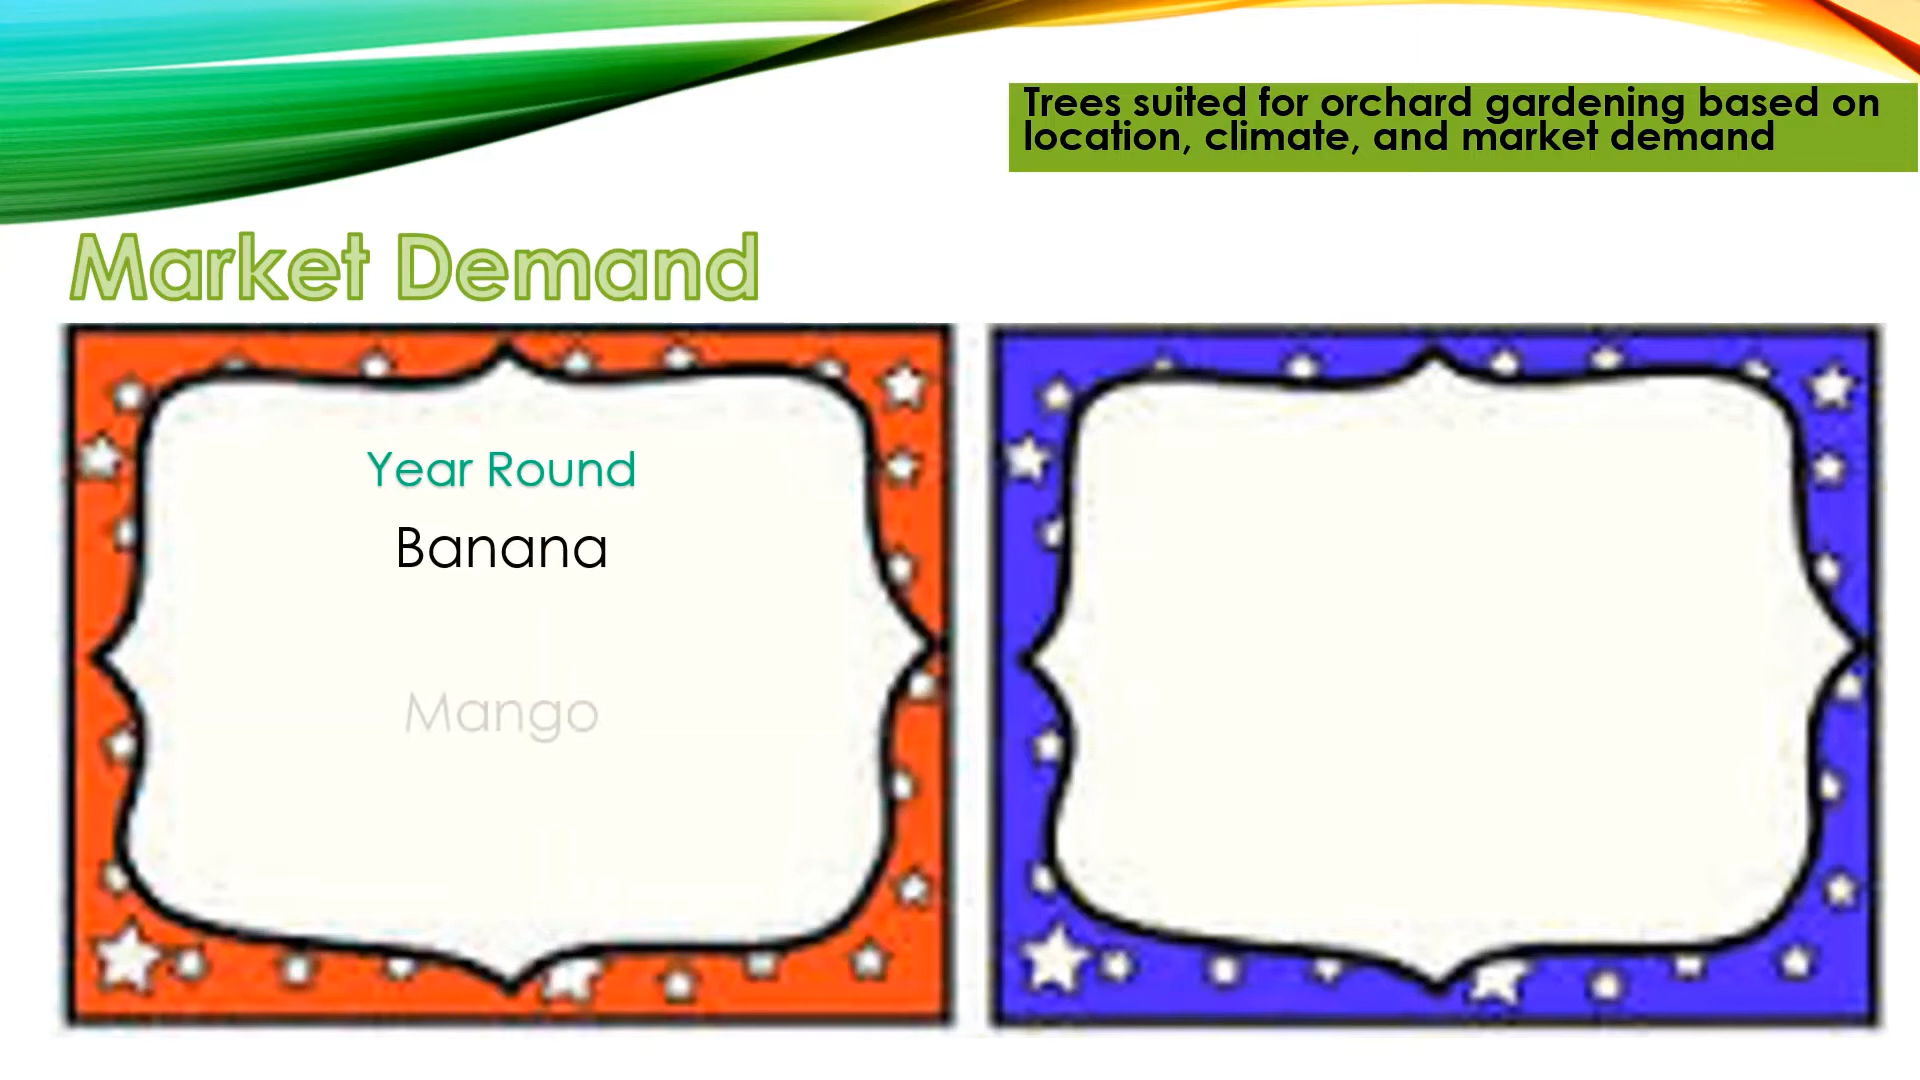 Trees suited for orchard gardening based on
location, climate, and market demand
Market Demand
Year Round
Banana
Mango